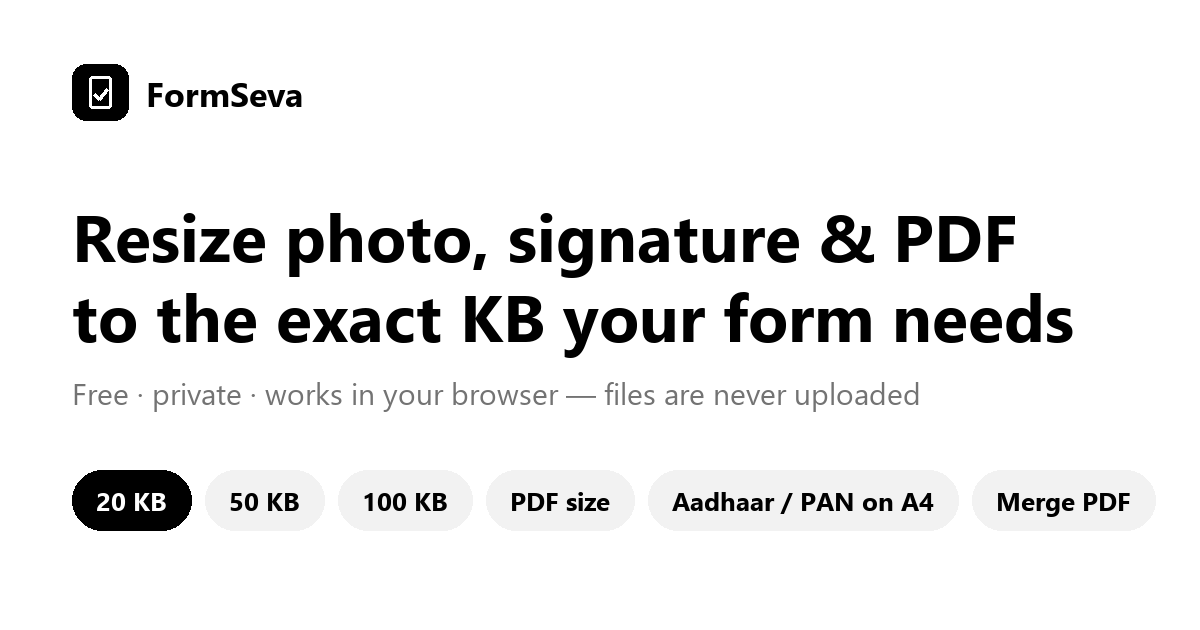 FormSeva
Resize photo, signature & PDF
to the exact KB your form needs
Free · private · works in your browser — files are never uploaded
20 KB 50 KB 100 KB PDF size Aadhaar / PAN on A4 Merge PDF